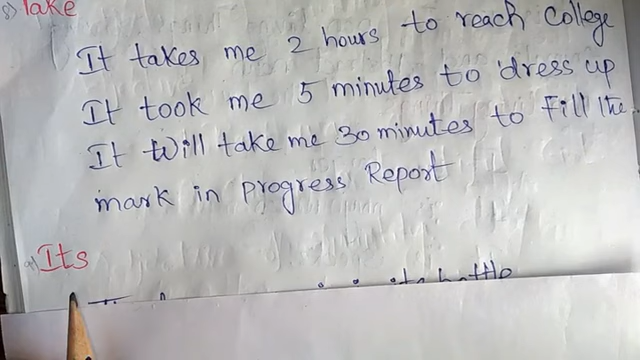 8) Take
It takes me 2 hours to reach college
It took me 5 minutes to dress up
It will take me 30 minutes to Fill the
mark in progress Report
Its